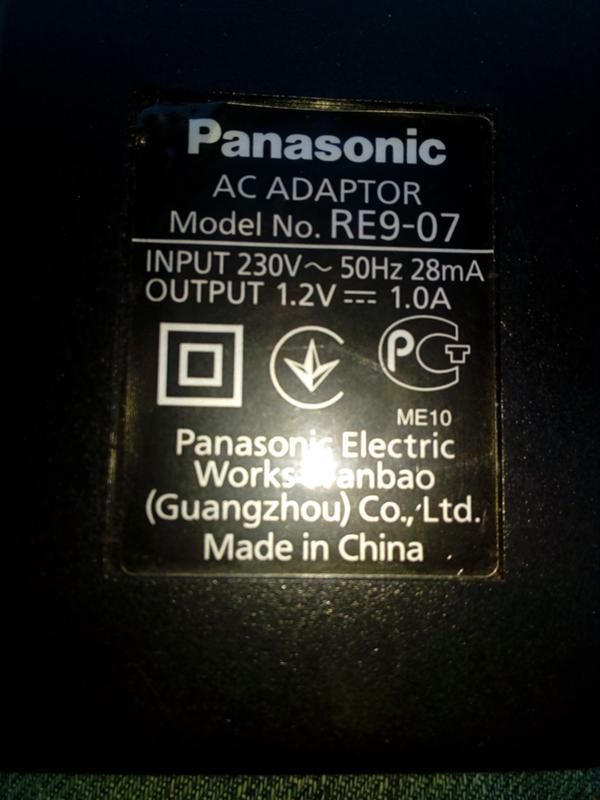 Panasonic
AC ADAPTOR
Model No. RE9-07
INPUT 230V～ 50Hz 28mA
OUTPUT 1.2V⎓ 1.0A
РСТ
ME10
Panasonic Electric
Works Wanbao
(Guangzhou) Co., Ltd.
Made in China